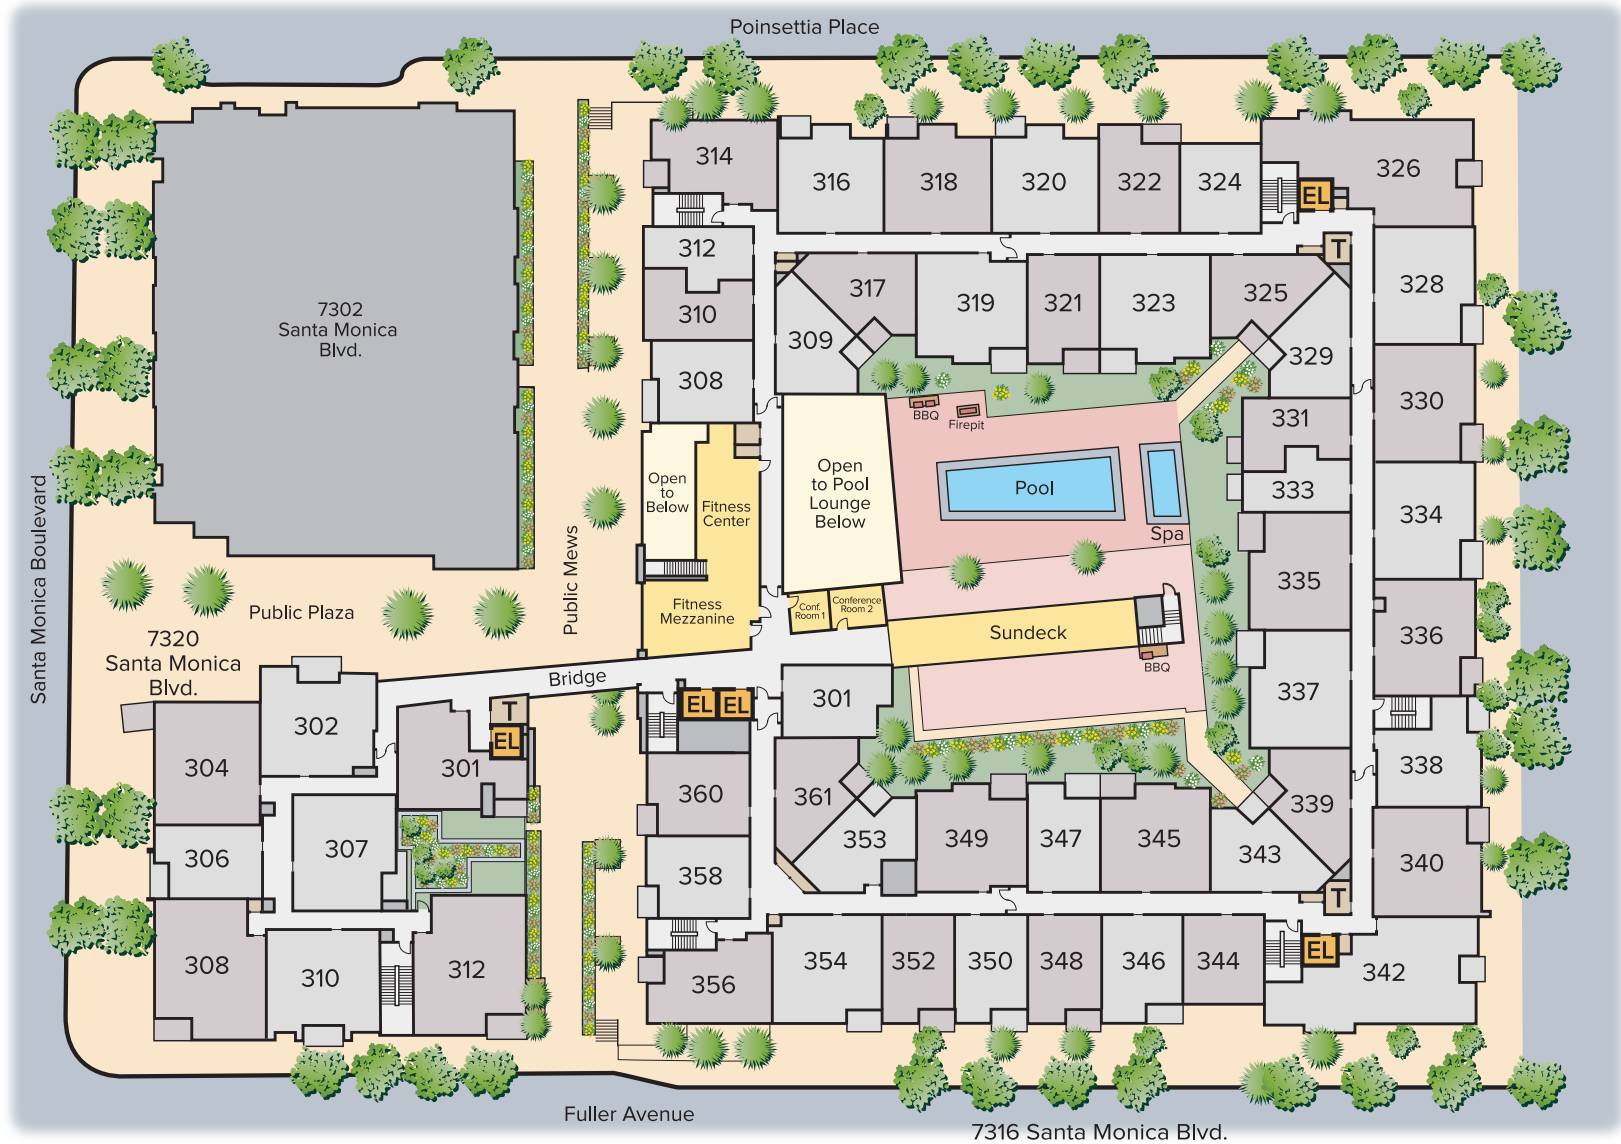 Poinsettia Place
314
316
318
320
322
324
EL
326
312
T
310
317
319
321
323
325
328
309
329
308
7302
Santa Monica
Blvd.
330
331
BBQ
Firepit
Open
to
Below
Fitness
Center
Open
to Pool
Lounge
Below
Pool
Spa
333
334
335
Santa Monica Boulevard
Public Mews
Public Plaza
Fitness
Mezzanine
Conf.
Room 1
Conference
Room 2
Sundeck
BBQ
336
337
7320
Santa Monica
Blvd.
Bridge
302
T
EL
301
304
EL
EL
301
338
360
361
339
306
307
353
349
347
345
343
340
358
T
308
310
312
356
354
352
350
348
346
344
EL
342
Fuller Avenue
7316 Santa Monica Blvd.